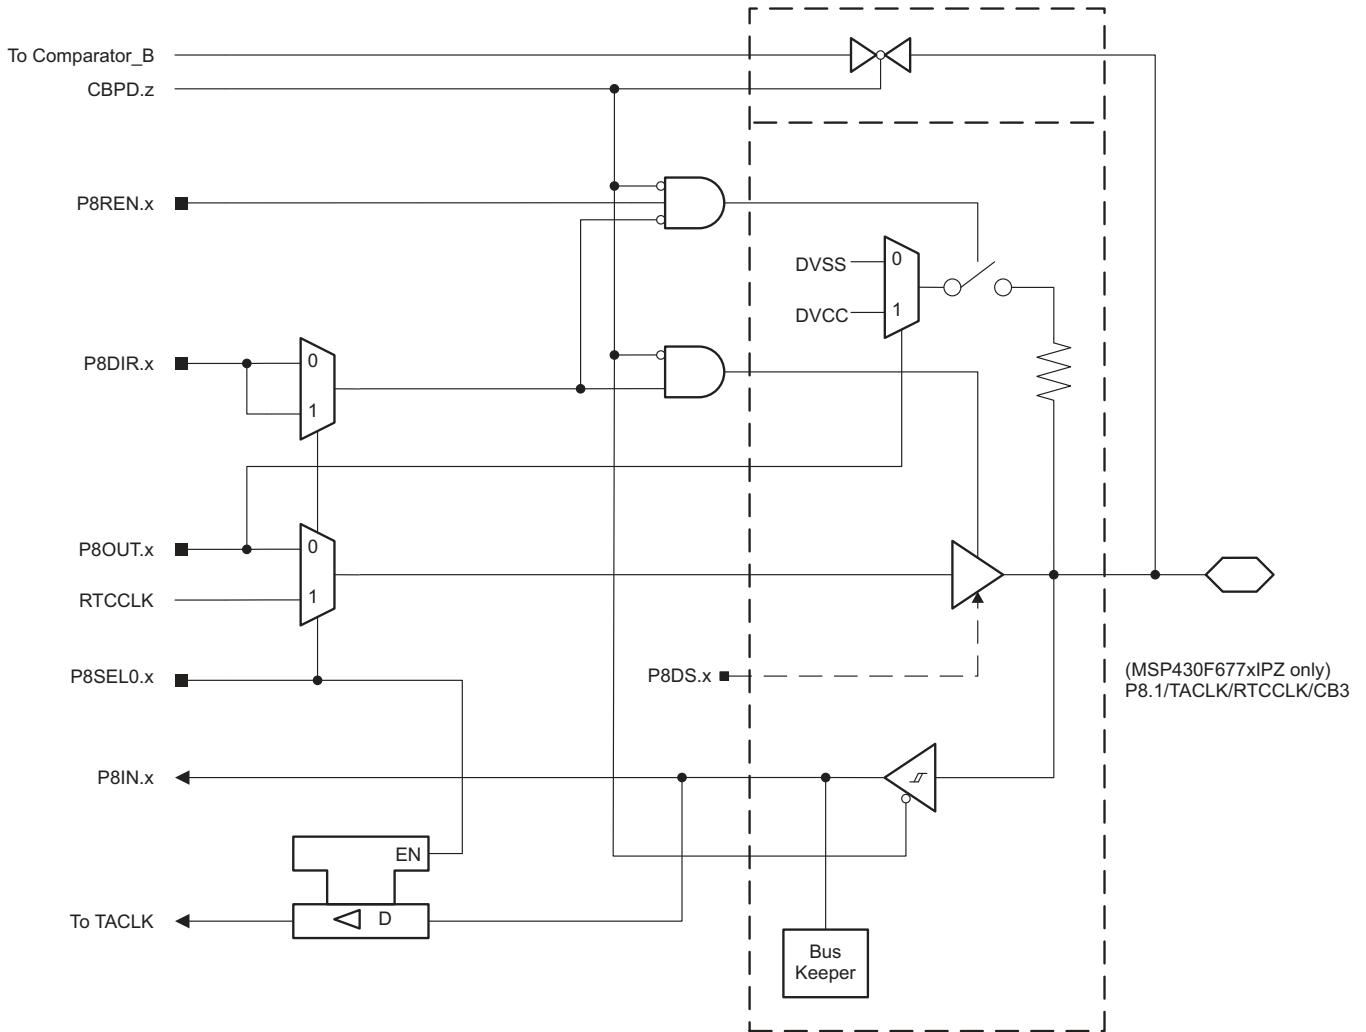 To Comparator_B
CBPD.z
P8REN.x
DVSS
0
DVCC
1
P8DIR.x
0
1
P8OUT.x
0
RTCCLK
1
P8SEL0.x
P8DS.x
(MSP430F677xIPZ only)
P8.1/TACLK/RTCCLK/CB3
P8IN.x
EN
To TACLK
D
Bus
Keeper